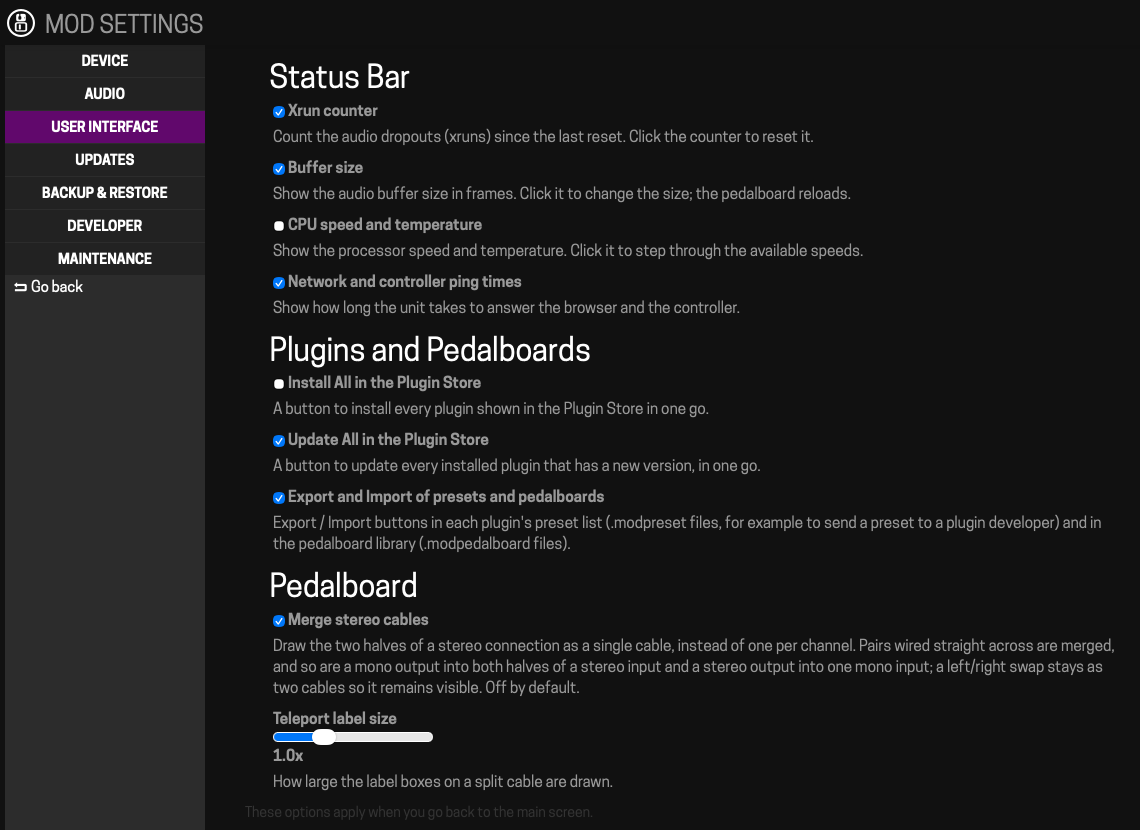 MOD SETTINGS
DEVICE
AUDIO
USER INTERFACE
UPDATES
BACKUP & RESTORE
DEVELOPER
MAINTENANCE
Go back
Status Bar
Xrun counter
Count the audio dropouts (xruns) since the last reset. Click the counter to reset it.
Buffer size
Show the audio buffer size in frames. Click it to change the size; the pedalboard reloads.
CPU speed and temperature
Show the processor speed and temperature. Click it to step through the available speeds.
Network and controller ping times
Show how long the unit takes to answer the browser and the controller.
Plugins and Pedalboards
Install All in the Plugin Store
A button to install every plugin shown in the Plugin Store in one go.
Update All in the Plugin Store
A button to update every installed plugin that has a new version, in one go.
Export and Import of presets and pedalboards
Export / Import buttons in each plugin's preset list (.modpreset files, for example to send a preset to a plugin developer) and in
the pedalboard library (.modpedalboard files).
Pedalboard
Merge stereo cables
Draw the two halves of a stereo connection as a single cable, instead of one per channel. Pairs wired straight across are merged,
and so are a mono output into both halves of a stereo input and a stereo output into one mono input; a left/right swap stays as
two cables so it remains visible. Off by default.
Teleport label size
1.0x
How large the label boxes on a split cable are drawn.
These options apply when you go back to the main screen.